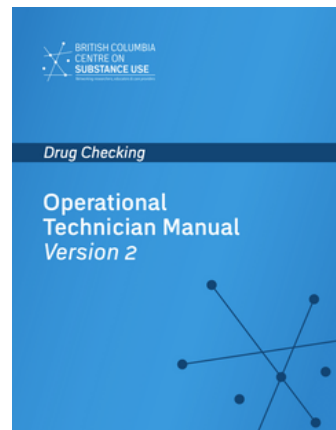 BRITISH COLUMBIA
CENTRE ON
SUBSTANCE USE
Drug Checking
Operational
Technician Manual
Version 2